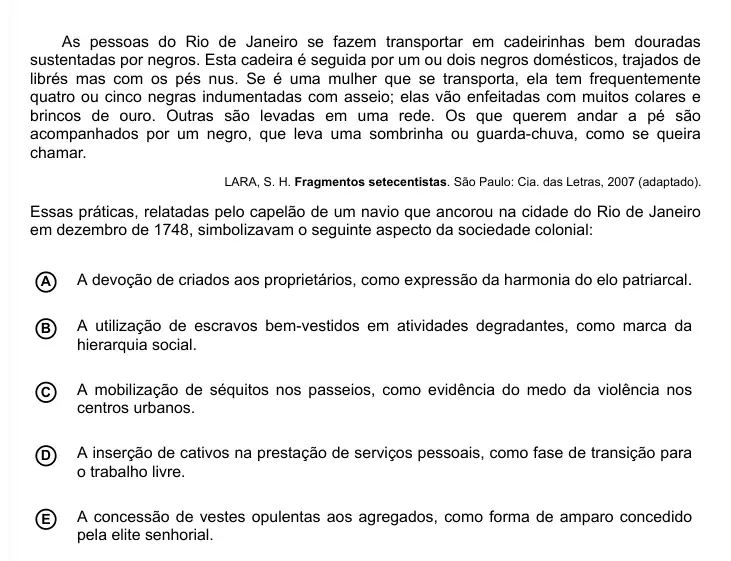 As pessoas do Rio de Janeiro se fazem transportar em cadeirinhas bem douradas
sustentadas por negros. Esta cadeira é seguida por um ou dois negros domésticos, trajados de
librés mas com os pés nus. Se é uma mulher que se transporta, ela tem frequentemente
quatro ou cinco negras indumentadas com asseio; elas vão enfeitadas com muitos colares e
brincos de ouro. Outras são levadas em uma rede. Os que querem andar a pé são
acompanhados por um negro, que leva uma sombrinha ou guarda-chuva, como se queira
chamar.
LARA, S. H. Fragmentos setecentistas. São Paulo: Cia. das Letras, 2007 (adaptado).
Essas práticas, relatadas pelo capelão de um navio que ancorou na cidade do Rio de Janeiro
em dezembro de 1748, simbolizavam o seguinte aspecto da sociedade colonial:
A A devoção de criados aos proprietários, como expressão da harmonia do elo patriarcal.
B A utilização de escravos bem-vestidos em atividades degradantes, como marca da
hierarquia social.
C A mobilização de séquitos nos passeios, como evidência do medo da violência nos
centros urbanos.
D A inserção de cativos na prestação de serviços pessoais, como fase de transição para
o trabalho livre.
E A concessão de vestes opulentas aos agregados, como forma de amparo concedido
pela elite senhorial.